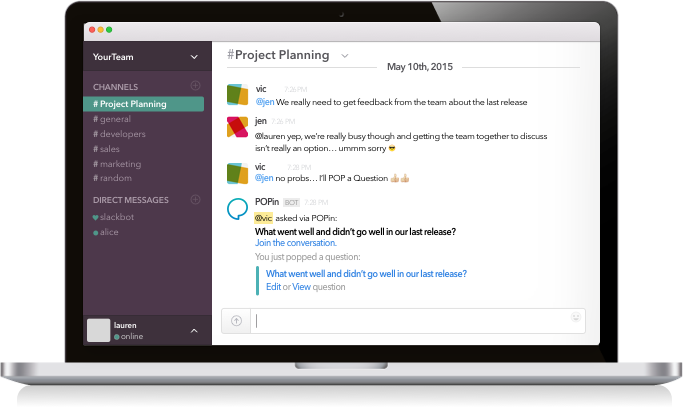 YourTeam
CHANNELS
# Project Planning
# general
# developers
# sales
# marketing
# random
DIRECT MESSAGES
slackbot
alice
lauren
online
#Project Planning
May 10th, 2015
vic 7:26 PM
@jen We really need to get feedback from the team about the last release
jen 7:26 PM
@lauren yep, we're really busy though and getting the team together to discuss
isn't really an option... ummm sorry 😎
vic 7:28 PM
@jen no probs... I'll POP a Question 👍👍
POPin BOT 7:28 PM
@vic asked via POPin:
What went well and didn't go well in our last release?
Join the conversation.
You just popped a question:
What went well and didn't go well in our last release?
Edit or View question